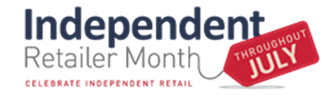 Independent
Retailer Month
CELEBRATE INDEPENDENT RETAIL
THROUGHOUT
JULY